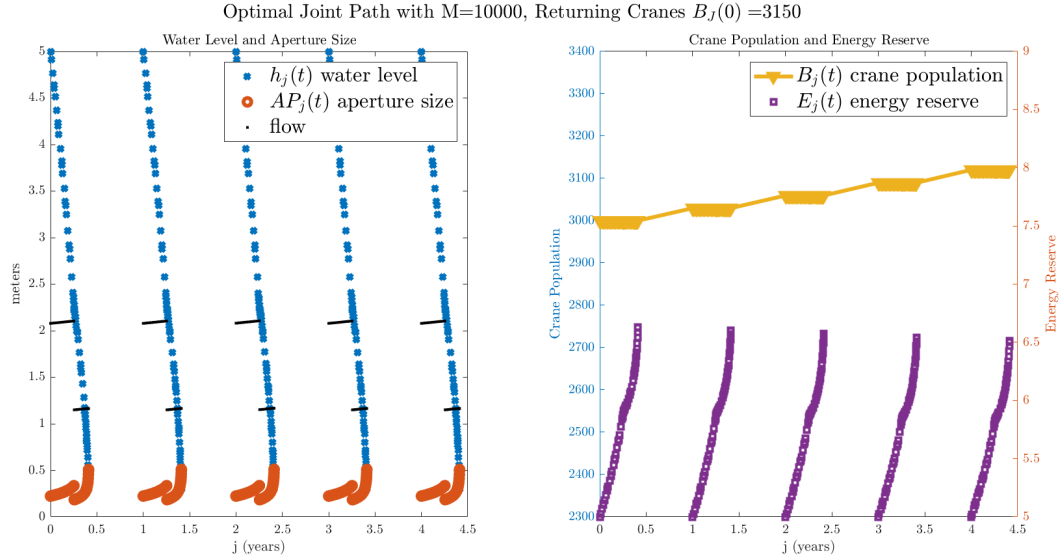 Optimal Joint Path with M=10000, Returning Cranes B_J(0) =3150
Water Level and Aperture Size
h_j(t) water level
AP_j(t) aperture size
flow
meters
5
4.5
4
3.5
3
2.5
2
1.5
1
0.5
0
0 0.5 1 1.5 2 2.5 3 3.5 4 4.5
j (years)
Crane Population and Energy Reserve
B_j(t) crane population
E_j(t) energy reserve
Crane Population
3400
3300
3200
3100
3000
2900
2800
2700
2600
2500
2400
2300
0 0.5 1 1.5 2 2.5 3 3.5 4 4.5
j (years)
9
8.5
8
7.5
7
6.5
6
5.5
5
Energy Reserve